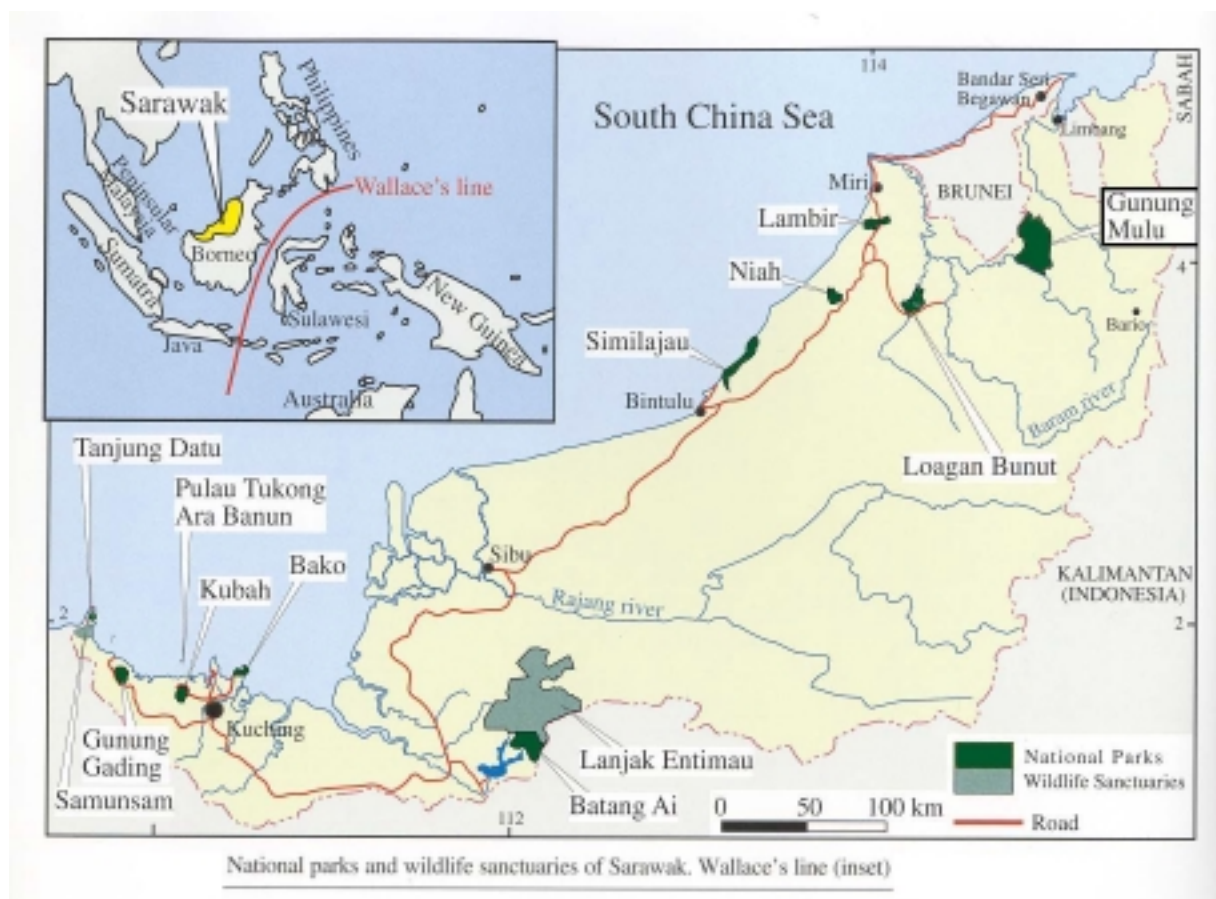 Sarawak
Philippines
Peninsular
Malaysia
Wallace's line
Borneo
Sumatra
Sulawesi
New Guinea
Java
Australia
South China Sea
114
Bandar Seri
Begawan
SABAH
Limbang
Miri
BRUNEI
Gunung
Mulu
Lambir
4
Niah
Bario
Similajau
Bintulu
Baram river
Loagan Bunut
Tanjung Datu
Pulau Tukong
Ara Banun
Bako
Kubah
Sibu
Rajang river
KALIMANTAN
(INDONESIA)
2
2
Kuching
Gunung
Gading
Samunsam
Lanjak Entimau
Batang Ai
National Parks
Wildlife Sanctuaries
Road
0 50 100 km
112
National parks and wildlife sanctuaries of Sarawak. Wallace's line (inset)